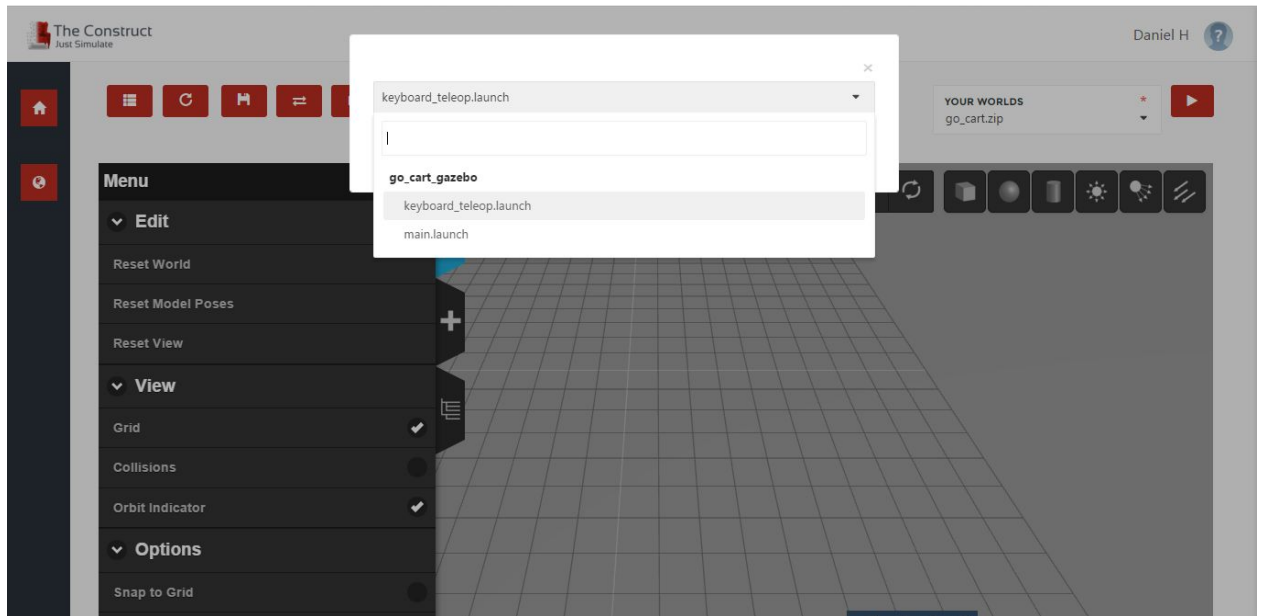 The Construct
Just Simulate
Daniel H
?
×
keyboard_teleop.launch
YOUR WORLDS *
go_cart.zip
go_cart_gazebo
keyboard_teleop.launch
main.launch
Menu
Edit
Reset World
Reset Model Poses
Reset View
View
Grid
Collisions
Orbit Indicator
Options
Snap to Grid